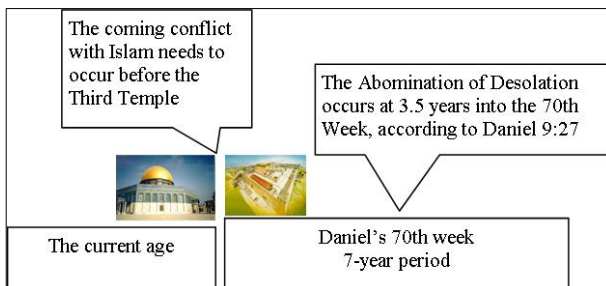 The coming conflict
with Islam needs to
occur before the
Third Temple
The Abomination of Desolation
occurs at 3.5 years into the 70th
Week, according to Daniel 9:27
The current age
Daniel's 70th week
7-year period